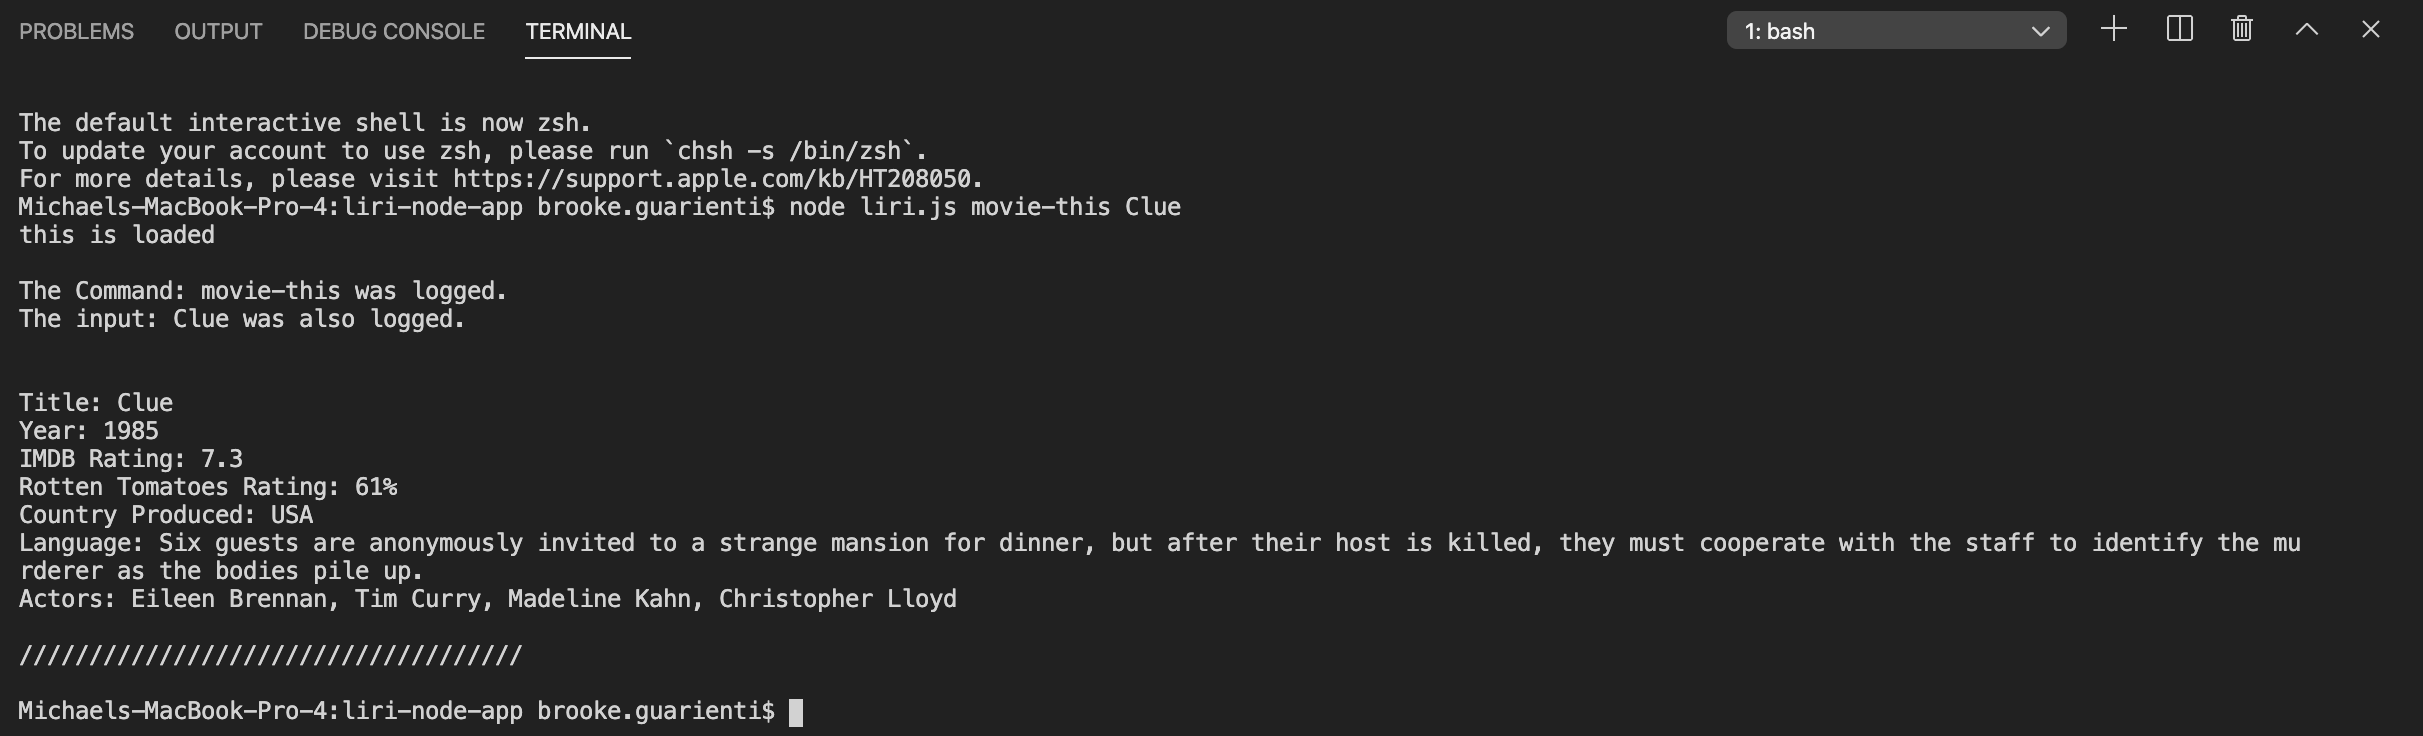 PROBLEMS OUTPUT DEBUG CONSOLE TERMINAL 1: bash
The default interactive shell is now zsh.
To update your account to use zsh, please run `chsh -s /bin/zsh`.
For more details, please visit https://support.apple.com/kb/HT208050.
Michaels-MacBook-Pro-4:liri-node-app brooke.guarienti$ node liri.js movie-this Clue
this is loaded
The Command: movie-this was logged.
The input: Clue was also logged.
Title: Clue
Year: 1985
IMDB Rating: 7.3
Rotten Tomatoes Rating: 61%
Country Produced: USA
Language: Six guests are anonymously invited to a strange mansion for dinner, but after their host is killed, they must cooperate with the staff to identify the mu
rderer as the bodies pile up.
Actors: Eileen Brennan, Tim Curry, Madeline Kahn, Christopher Lloyd
////////////////////////////////////
Michaels-MacBook-Pro-4:liri-node-app brooke.guarienti$